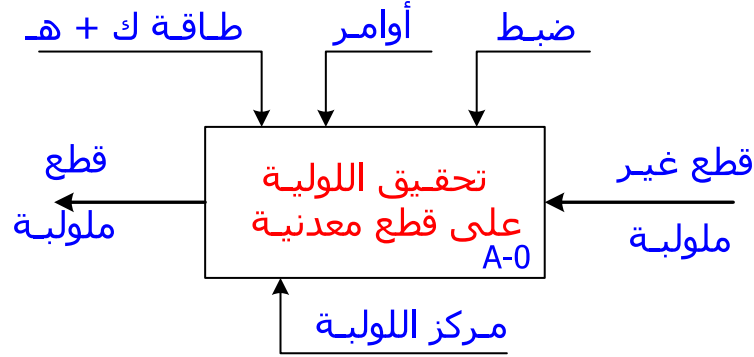 ضبط
أوامر
طاقة ك + هـ
قطع غير
ملولبة
تحقيق اللولبة
على قطع معدنية
A-0
قطع
ملولبة
مركز اللولبة